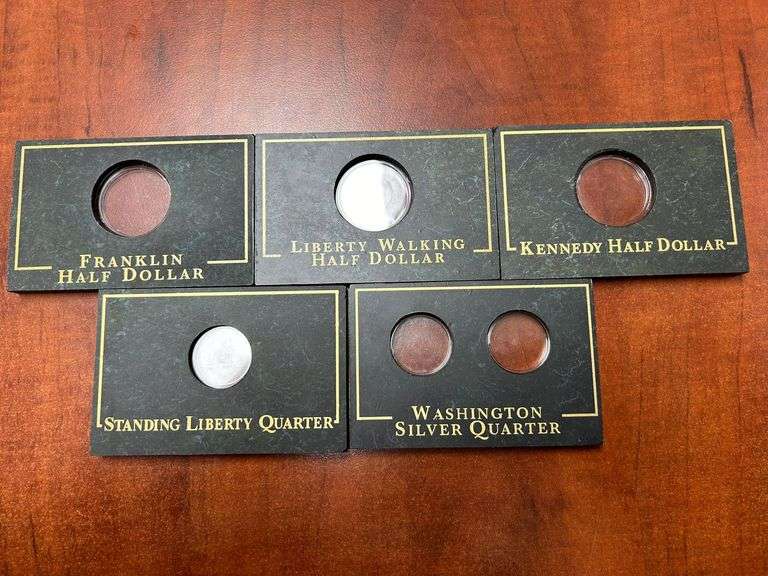 FRANKLIN
HALF DOLLAR
LIBERTY WALKING
HALF DOLLAR
KENNEDY HALF DOLLAR
STANDING LIBERTY QUARTER
WASHINGTON
SILVER QUARTER